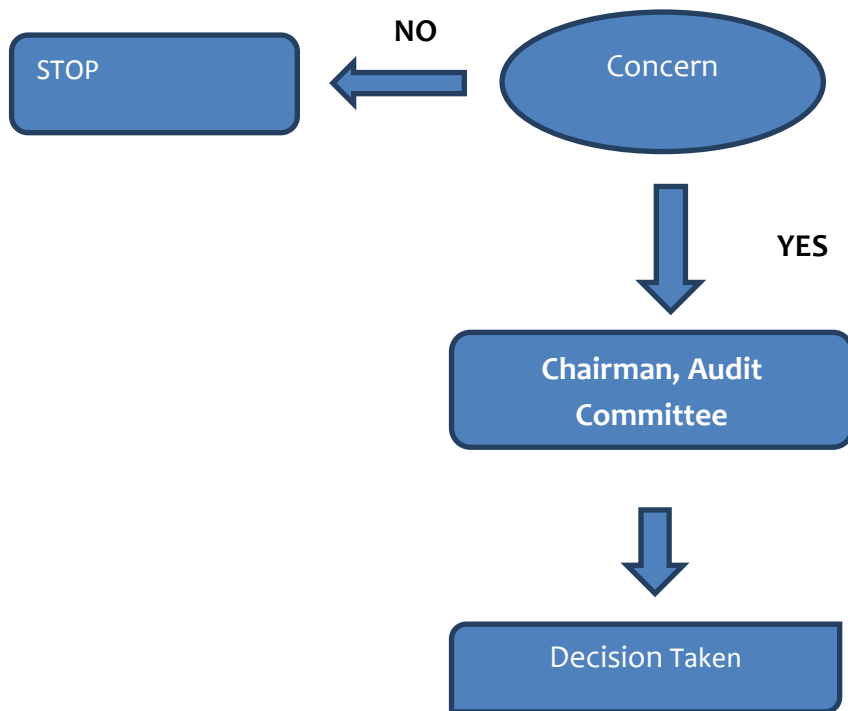 NO
STOP
Concern
YES
Chairman, Audit
Committee
Decision Taken